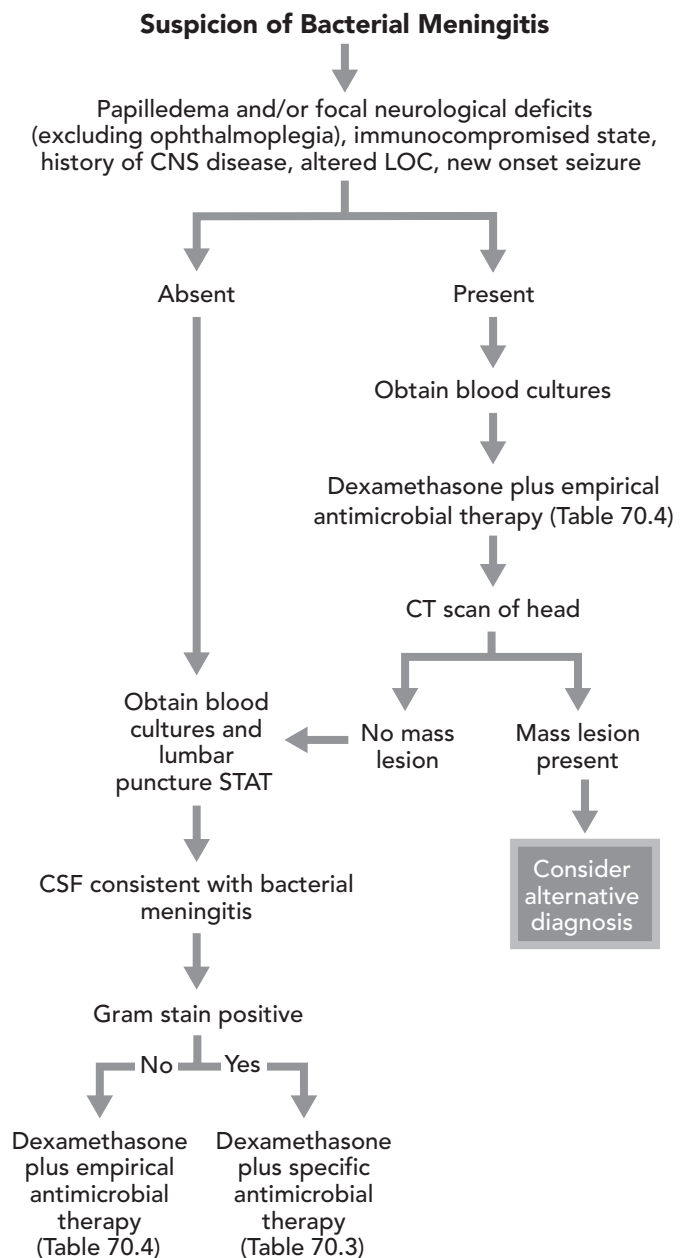 Suspicion of Bacterial Meningitis
Papilledema and/or focal neurological deficits
(excluding ophthalmoplegia), immunocompromised state,
history of CNS disease, altered LOC, new onset seizure
Absent
Present
Obtain blood cultures
Dexamethasone plus empirical
antimicrobial therapy (Table 70.4)
CT scan of head
Obtain blood
cultures and
lumbar
puncture STAT
No mass
lesion
Mass lesion
present
Consider
alternative
diagnosis
CSF consistent with bacterial
meningitis
Gram stain positive
No
Yes
Dexamethasone
plus empirical
antimicrobial
therapy
(Table 70.4)
Dexamethasone
plus specific
antimicrobial
therapy
(Table 70.3)